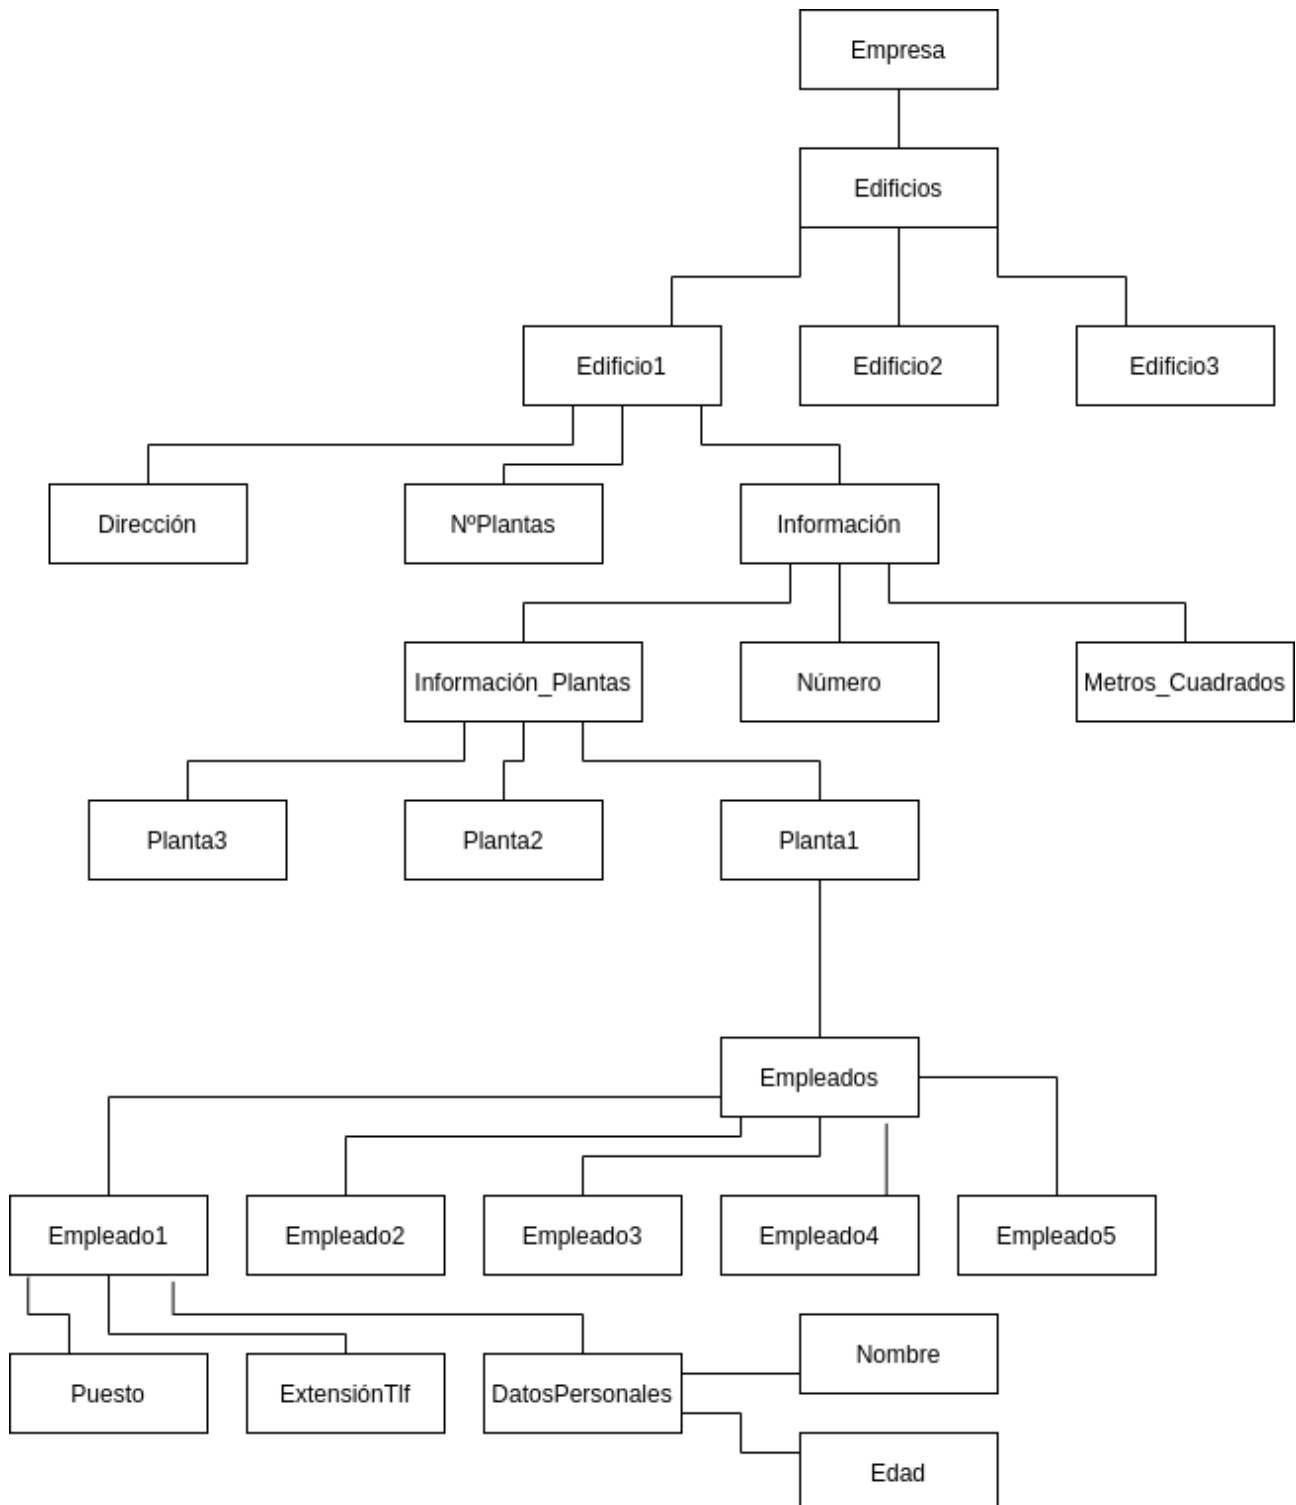 Empresa
Edificios
Edificio1
Edificio2
Edificio3
Dirección
NºPlantas
Información
Información_Plantas
Número
Metros_Cuadrados
Planta3
Planta2
Planta1
Empleados
Empleado1
Empleado2
Empleado3
Empleado4
Empleado5
Puesto
ExtensiónTlf
DatosPersonales
Nombre
Edad